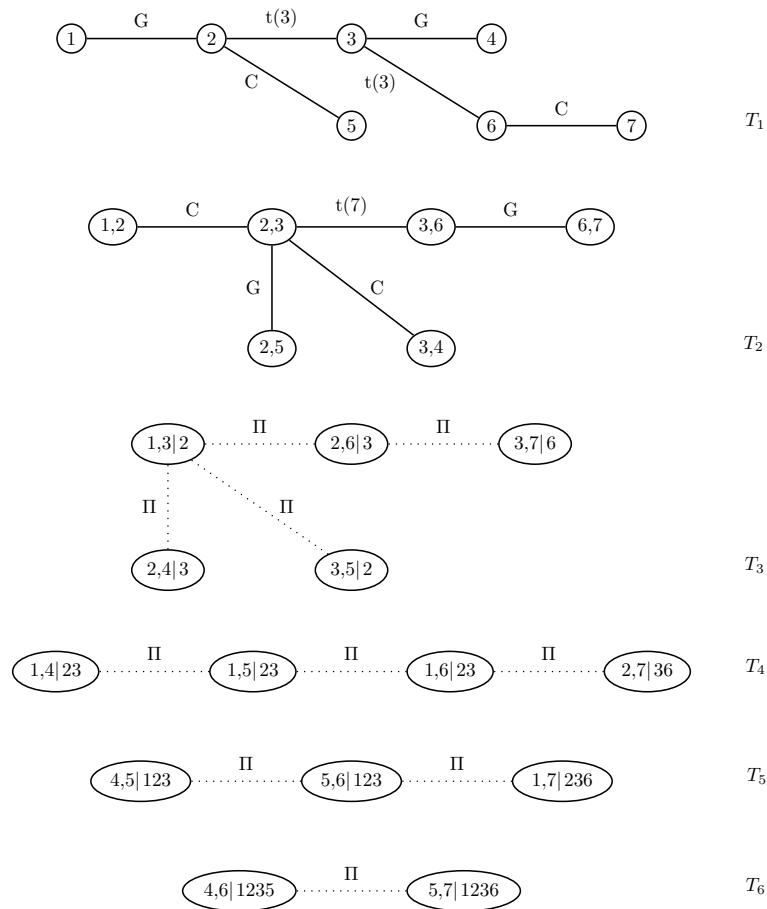 G t(3) G
1 2 3 4
C t(3) C
5 6 7 T1
C t(7) G
1,2 2,3 3,6 6,7
G C
2,5 3,4 T2
Π Π
1,3|2 2,6|3 3,7|6
Π Π
2,4|3 3,5|2 T3
Π Π Π
1,4|23 1,5|23 1,6|23 2,7|36 T4
Π Π
4,5|123 5,6|123 1,7|236 T5
Π
4,6|1235 5,7|1236 T6